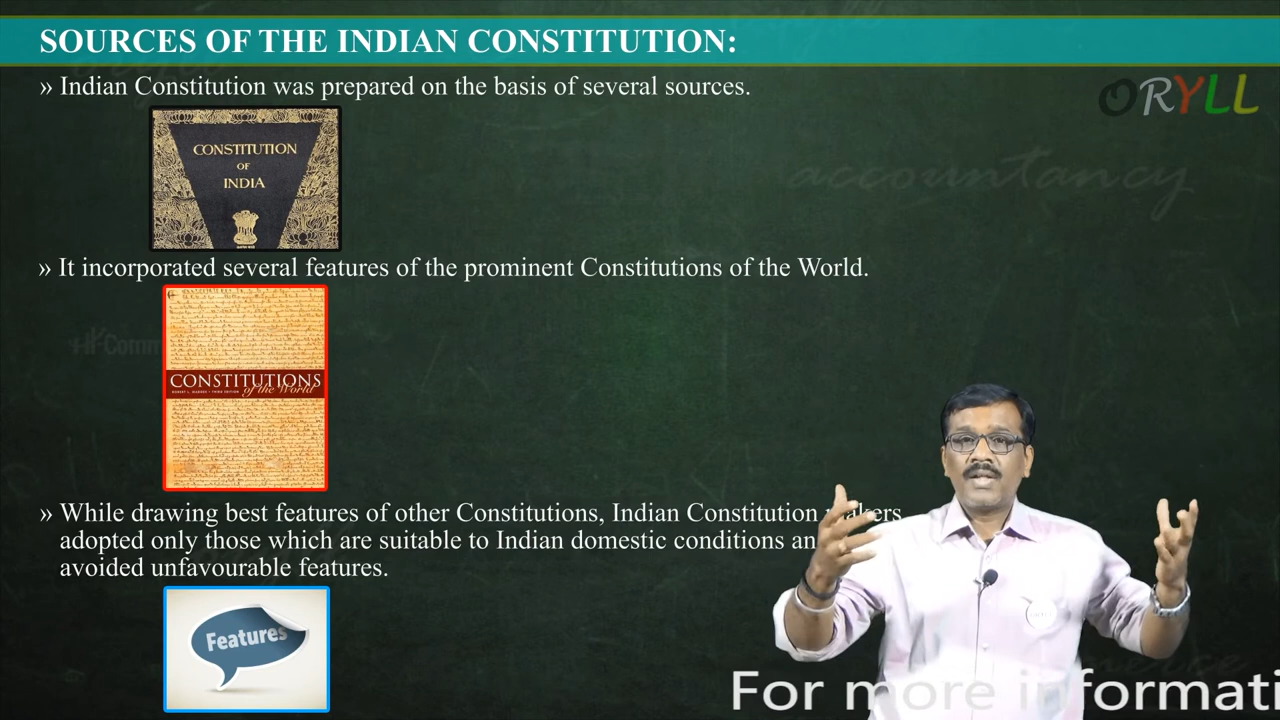 SOURCES OF THE INDIAN CONSTITUTION:
» Indian Constitution was prepared on the basis of several sources.
ORYLL
CONSTITUTION
OF
INDIA
accountancy
» It incorporated several features of the prominent Constitutions of the World.
CONSTITUTIONS
of the World
» While drawing best features of other Constitutions, Indian Constitution
adopted only those which are suitable to Indian domestic conditions
avoided unfavourable features.
Features
For more informati